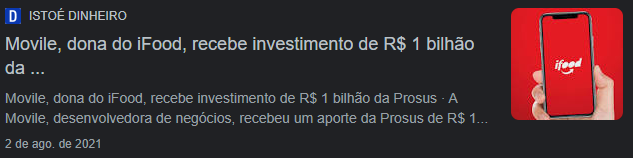 D ISTOÉ DINHEIRO
Movile, dona do iFood, recebe investimento de R$ 1 bilhão
da ...
Movile, dona do iFood, recebe investimento de R$ 1 bilhão da Prosus · A
Movile, desenvolvedora de negócios, recebeu um aporte da Prosus de R$ 1...
2 de ago. de 2021
ifood